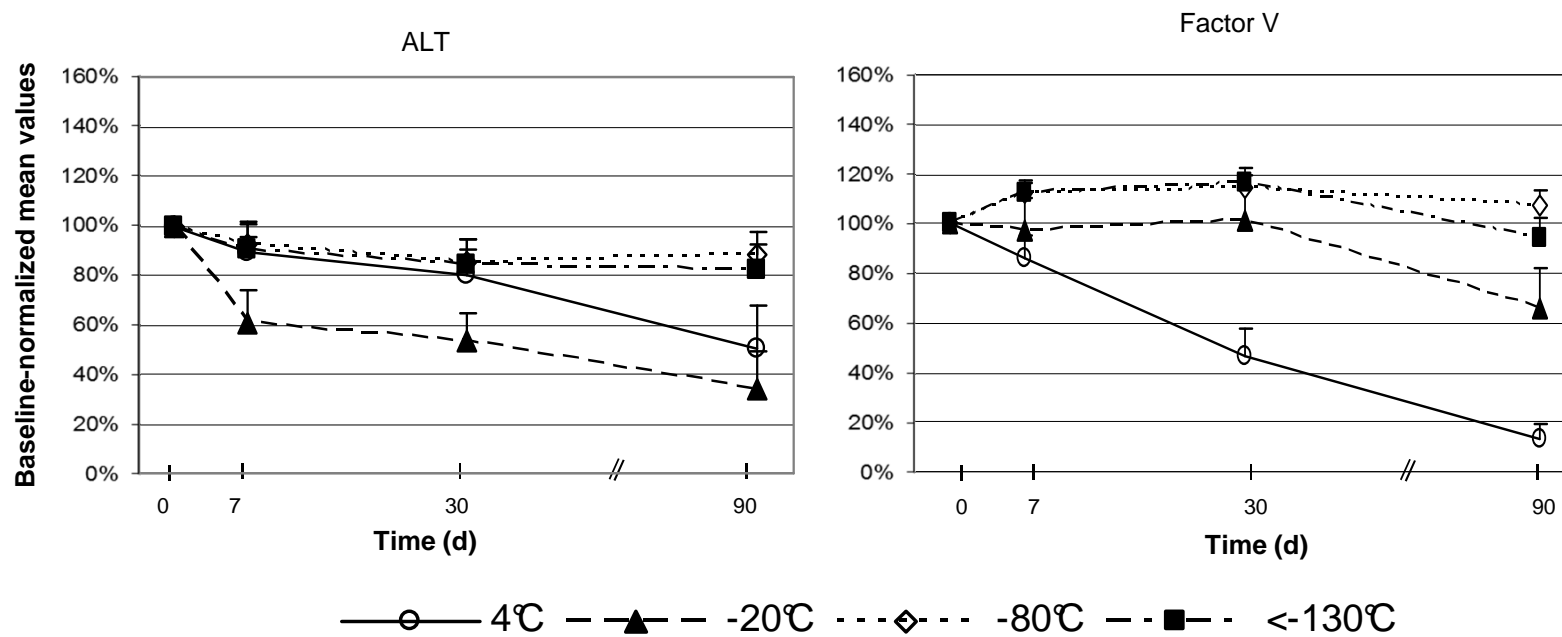 ALT
Factor V
Baseline-normalized mean values
160%
140%
120%
100%
80%
60%
40%
20%
0%
0 7 30 90
Time (d)
160%
140%
120%
100%
80%
60%
40%
20%
0%
0 7 30 90
Time (d)
4℃ -20℃ -80℃ <-130℃